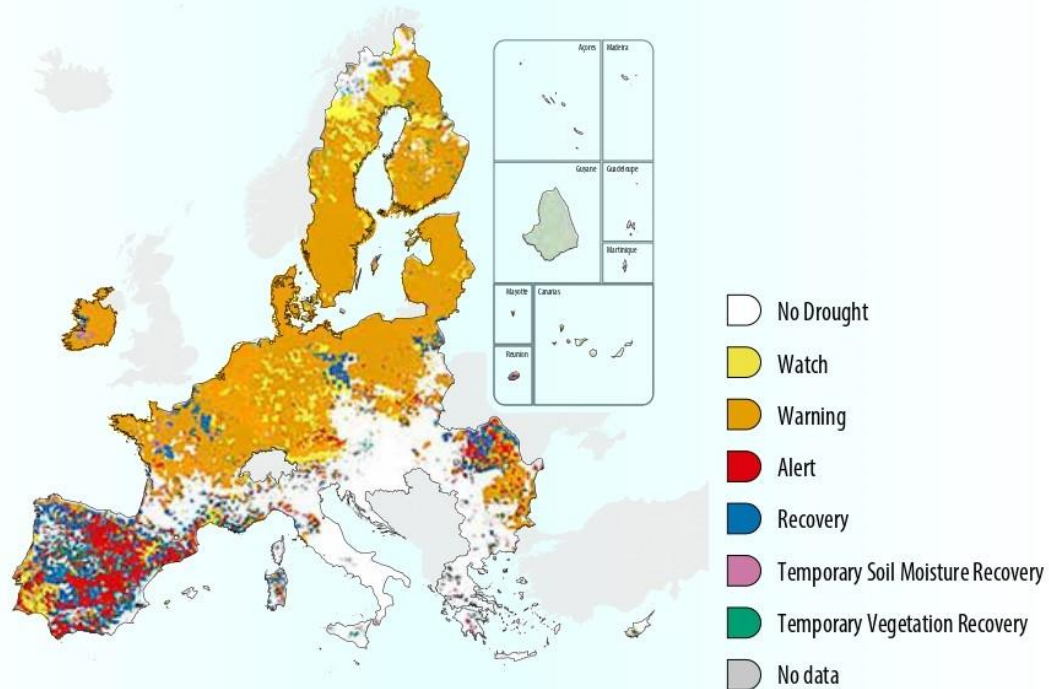 Açores
Madeira
Guyane
Guadeloupe
Martinique
Mayotte
Canarias
Reunion
No Drought
Watch
Warning
Alert
Recovery
Temporary Soil Moisture Recovery
Temporary Vegetation Recovery
No data